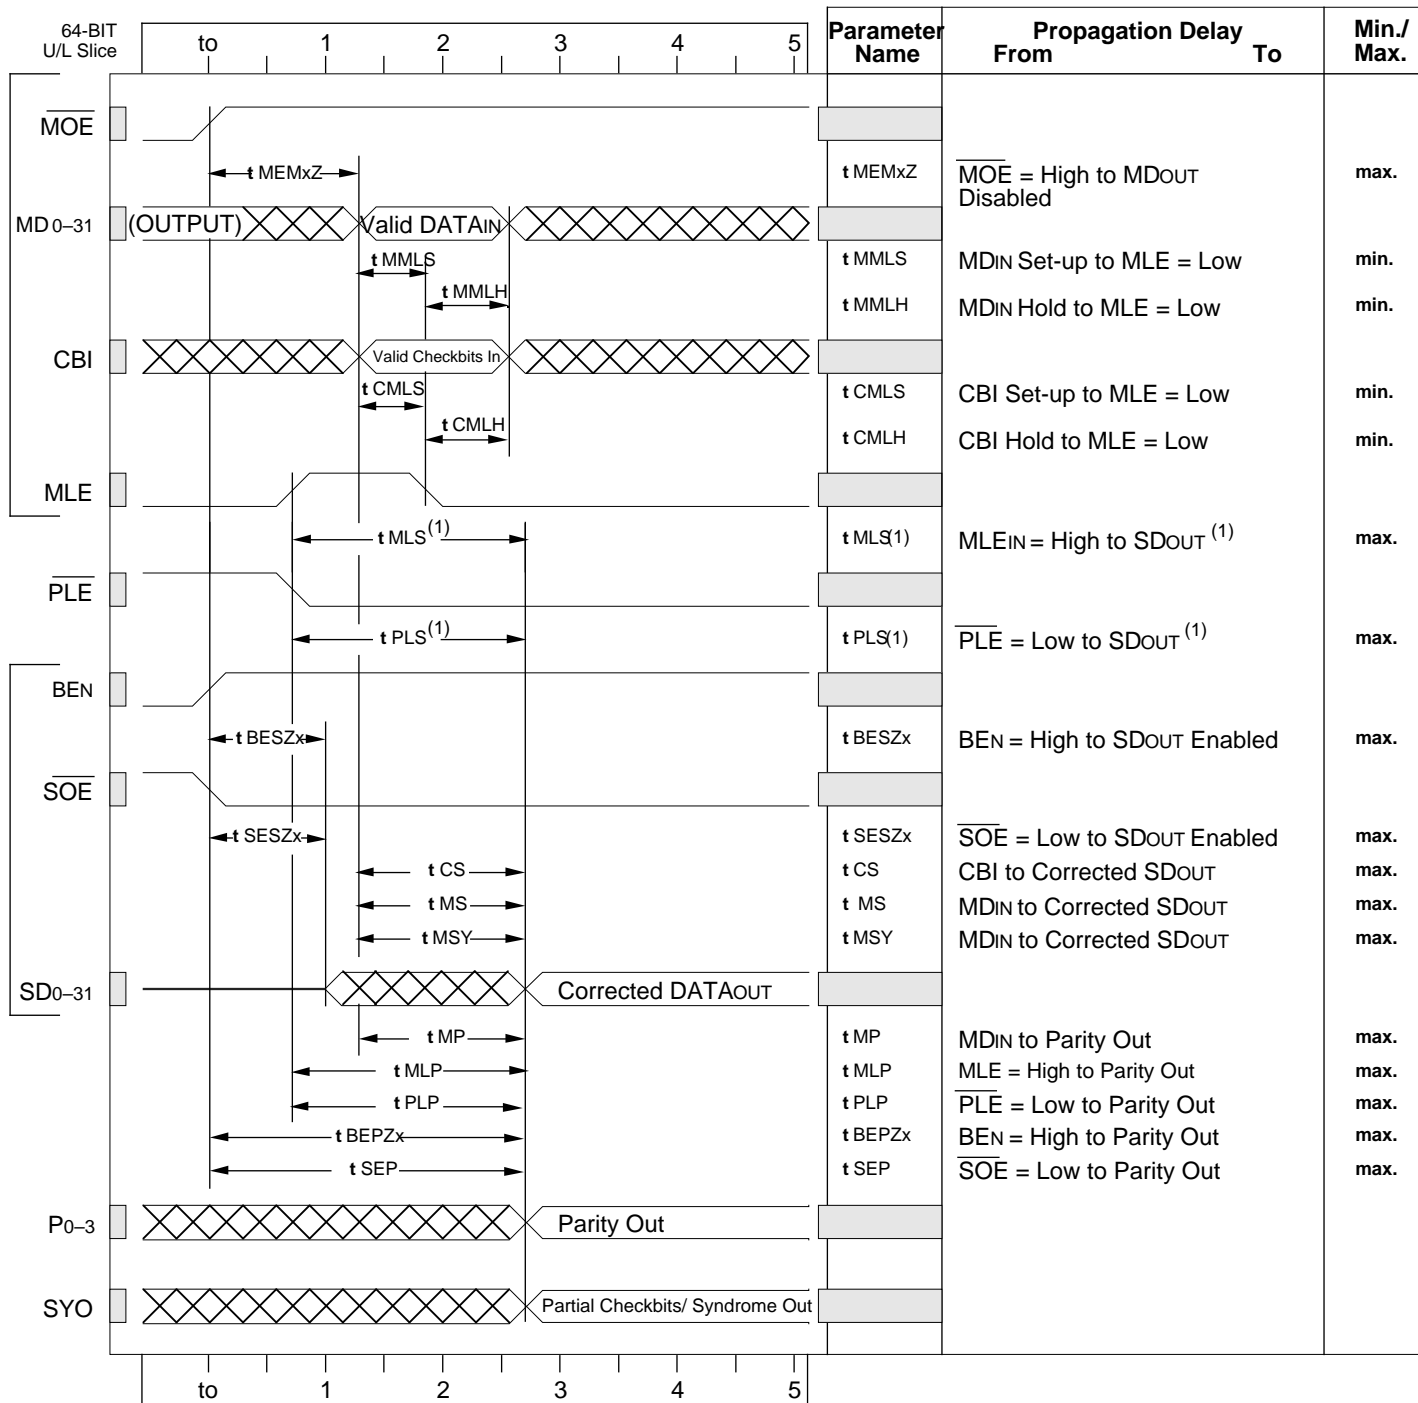 64-BIT
U/L Slice
to 1 2 3 4 5
Parameter Name
Propagation Delay
From To
Min./
Max.
MOE
t MEMxZ
t MEMxZ MOE = High to MDOUT Disabled max.
MD 0–31 (OUTPUT) Valid DATAIN
t MMLS
t MMLS MDIN Set-up to MLE = Low min.
t MMLH
t MMLH MDIN Hold to MLE = Low min.
CBI Valid Checkbits In
t CMLS
t CMLS CBI Set-up to MLE = Low min.
t CMLH
t CMLH CBI Hold to MLE = Low min.
MLE
t MLS(1)
t MLS(1) MLEIN = High to SDOUT (1) max.
PLE
t PLS(1)
t PLS(1) PLE = Low to SDOUT (1) max.
BEN
t BESZx
t BESZx BEN = High to SDOUT Enabled max.
SOE
t SESZx
t SESZx SOE = Low to SDOUT Enabled max.
t CS
t CS CBI to Corrected SDOUT max.
t MS
t MS MDIN to Corrected SDOUT max.
t MSY
t MSY MDIN to Corrected SDOUT max.
SD0–31 Corrected DATAOUT
t MP
t MP MDIN to Parity Out max.
t MLP
t MLP MLE = High to Parity Out max.
t PLP
t PLP PLE = Low to Parity Out max.
t BEPZx
t BEPZx BEN = High to Parity Out max.
t SEP
t SEP SOE = Low to Parity Out max.
P0–3 Parity Out
SYO Partial Checkbits/ Syndrome Out
to 1 2 3 4 5